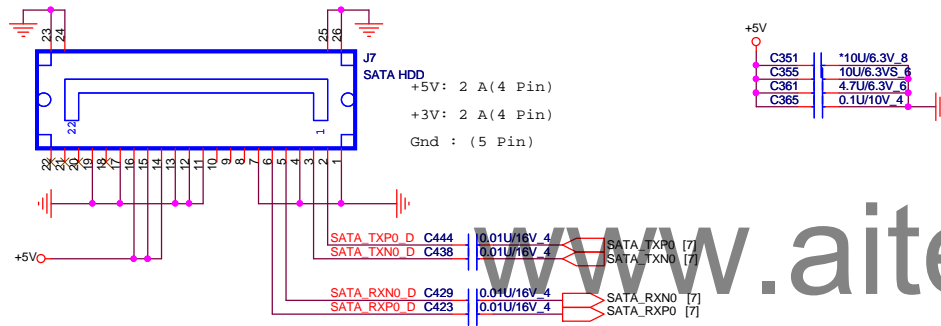 +5V
23
24
25
26
J7
SATA HDD
+5V: 2 A(4 Pin)
+3V: 2 A(4 Pin)
Gnd : (5 Pin)
22
1
22
21
20
19
18
17
16
15
14
13
12
11
10
9
8
7
6
5
4
3
2
1
C351 *10U/6.3V_8
C355 10U/6.3VS_6
C361 4.7U/6.3V_6
C365 0.1U/10V_4
+5V
SATA_TXP0_D C444 0.01U/16V_4 SATA_TXP0 [7]
SATA_TXN0_D C438 0.01U/16V_4 SATA_TXN0 [7]
SATA_RXN0_D C429 0.01U/16V_4 SATA_RXN0 [7]
SATA_RXP0_D C423 0.01U/16V_4 SATA_RXP0 [7]
www.aite